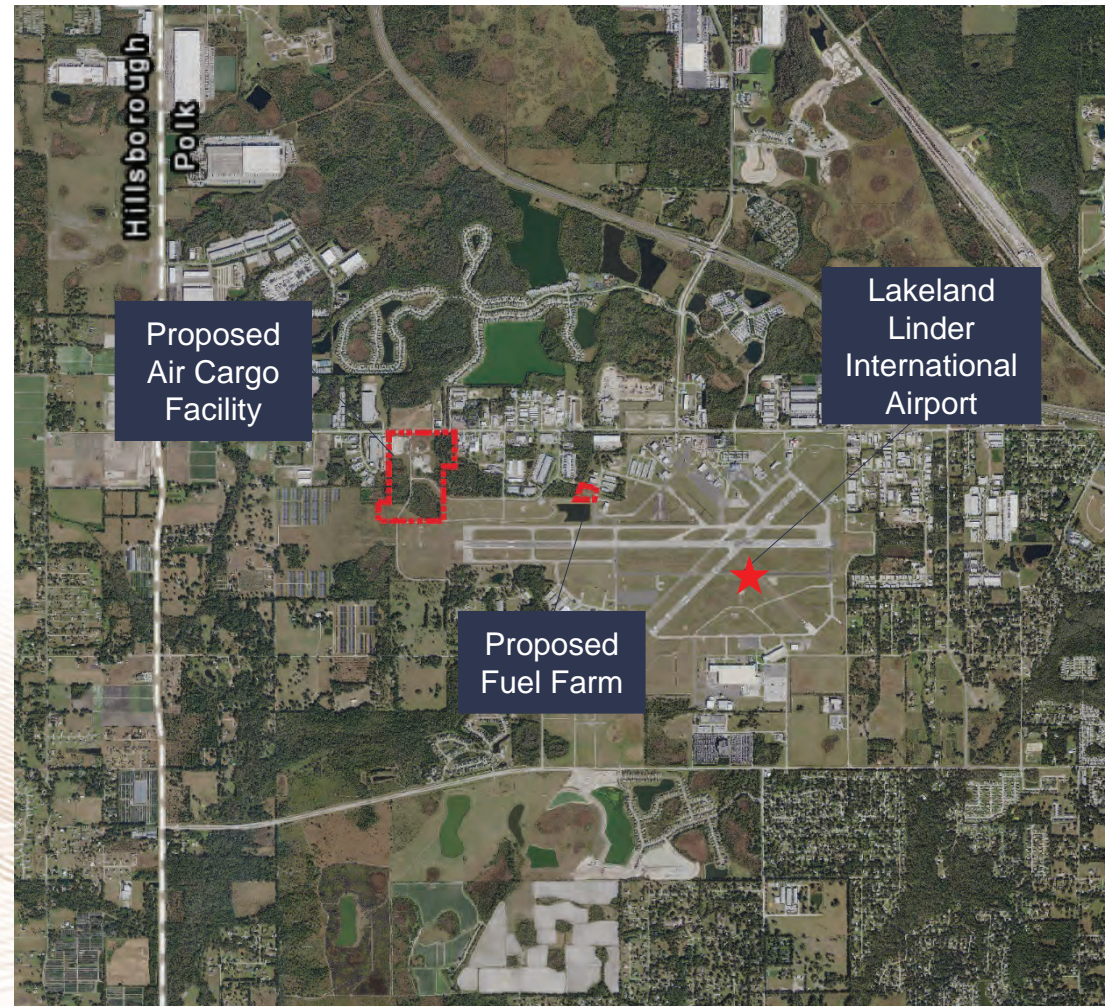 Hillsborough
Polk
Proposed
Air Cargo
Facility
Lakeland
Linder
International
Airport
Proposed
Fuel Farm